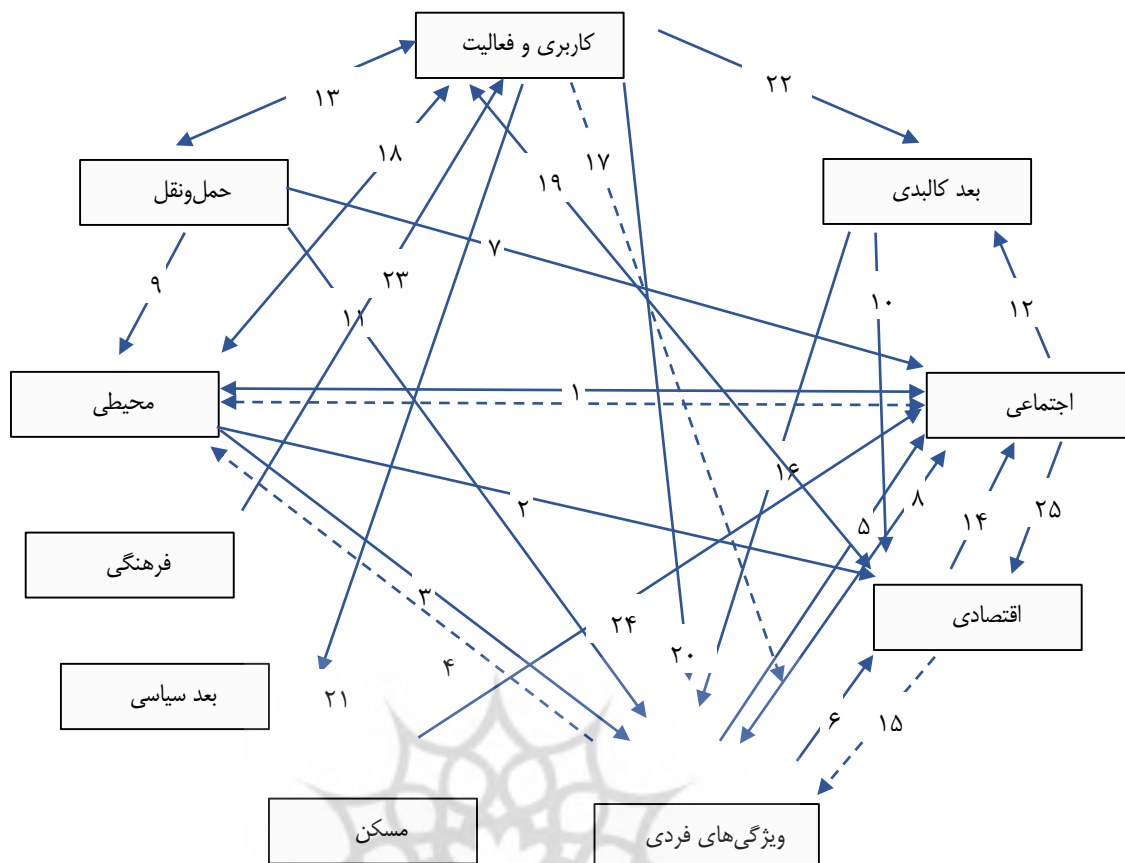 کاربری و فعالیت
۱۳
۲۲
۱۸
۱۷
۱۹
حمل‌ونقل
بعد کالبدی
۷
۹
۲۳
۱۱
۱۰
۱۲
محیطی
۱
اجتماعی
۲
۱۶
۵
۸
۱۴
۲۵
فرهنگی
۳
۲۴
اقتصادی
۴
۲۰
بعد سیاسی
۲۱
۶
۱۵
مسکن
ویژگی‌های فردی